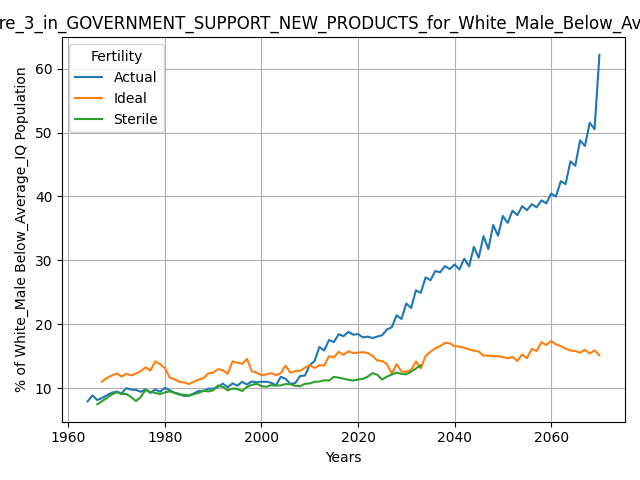 re_3_in_GOVERNMENT_SUPPORT_NEW_PRODUCTS_for_White_Male_Below_Av
% of White_Male Below_Average_IQ Population
Fertility
Actual
Ideal
Sterile
60
50
40
30
20
10
1960 1980 2000 2020 2040 2060
Years